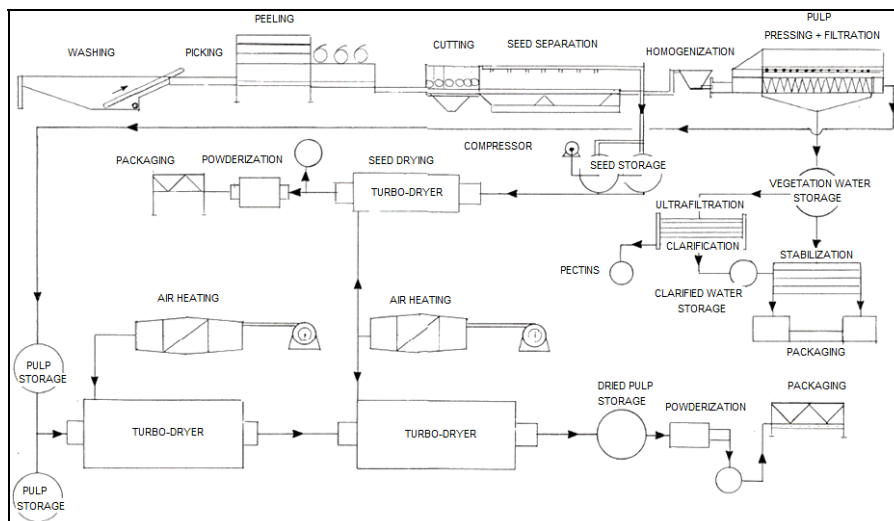 PEELING
PULP
WASHING
PICKING
CUTTING
SEED SEPARATION
HOMOGENIZATION
PRESSING + FILTRATION
COMPRESSOR
PACKAGING
POWDERIZATION
SEED DRYING
SEED STORAGE
TURBO-DRYER
VEGETATION WATER
STORAGE
ULTRAFILTRATION
CLARIFICATION
STABILIZATION
PECTINS
CLARIFIED WATER
STORAGE
AIR HEATING
AIR HEATING
PACKAGING
PULP
STORAGE
DRIED PULP
STORAGE
POWDERIZATION
PACKAGING
TURBO-DRYER
TURBO-DRYER
PULP
STORAGE